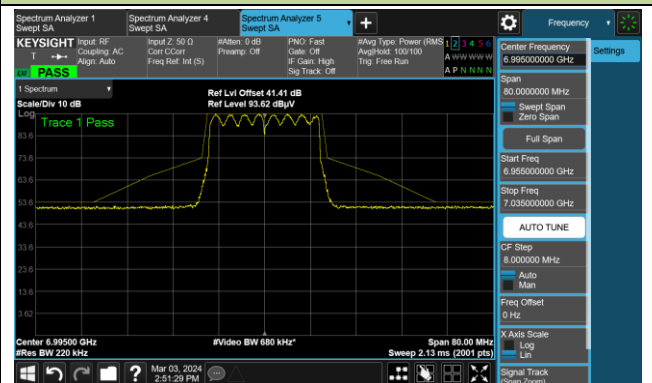 Spectrum Analyzer 1
Swept SA
Spectrum Analyzer 4
Swept SA
Spectrum Analyzer 5
Swept SA
Frequency
KEYSIGHT
Input: RF
Coupling: AC
Align: Auto
Input Z: 50 Ω
Corr CCorr
Freq Ref: Int (S)
#Atten: 0 dB
Preamp: Off
PNO: Fast
Gate: Off
IF Gain: High
Sig Track: Off
#Avg Type: Power (RMS
Avg|Hold: 100/100
Trig: Free Run
1 2 3 4 5 6
A W W W W W
A P N N N N
T
LXI
PASS
1 Spectrum
Scale/Div 10 dB
Ref Lvl Offset 41.41 dB
Ref Level 93.62 dBµV
Log
Trace 1 Pass
83.6
73.6
63.6
53.6
43.6
33.6
23.6
13.6
3.62
Center 6.99500 GHz
#Res BW 220 kHz
#Video BW 680 kHz*
Span 80.00 MHz
Sweep 2.13 ms (2001 pts)
Center Frequency
6.995000000 GHz
Settings
Span
80.0000000 MHz
Swept Span
Zero Span
Full Span
Start Freq
6.955000000 GHz
Stop Freq
7.035000000 GHz
AUTO TUNE
CF Step
8.000000 MHz
Auto
Man
Freq Offset
0 Hz
X Axis Scale
Log
Lin
Signal Track
(Span Zoom)
?
Mar 03, 2024
2:51:29 PM